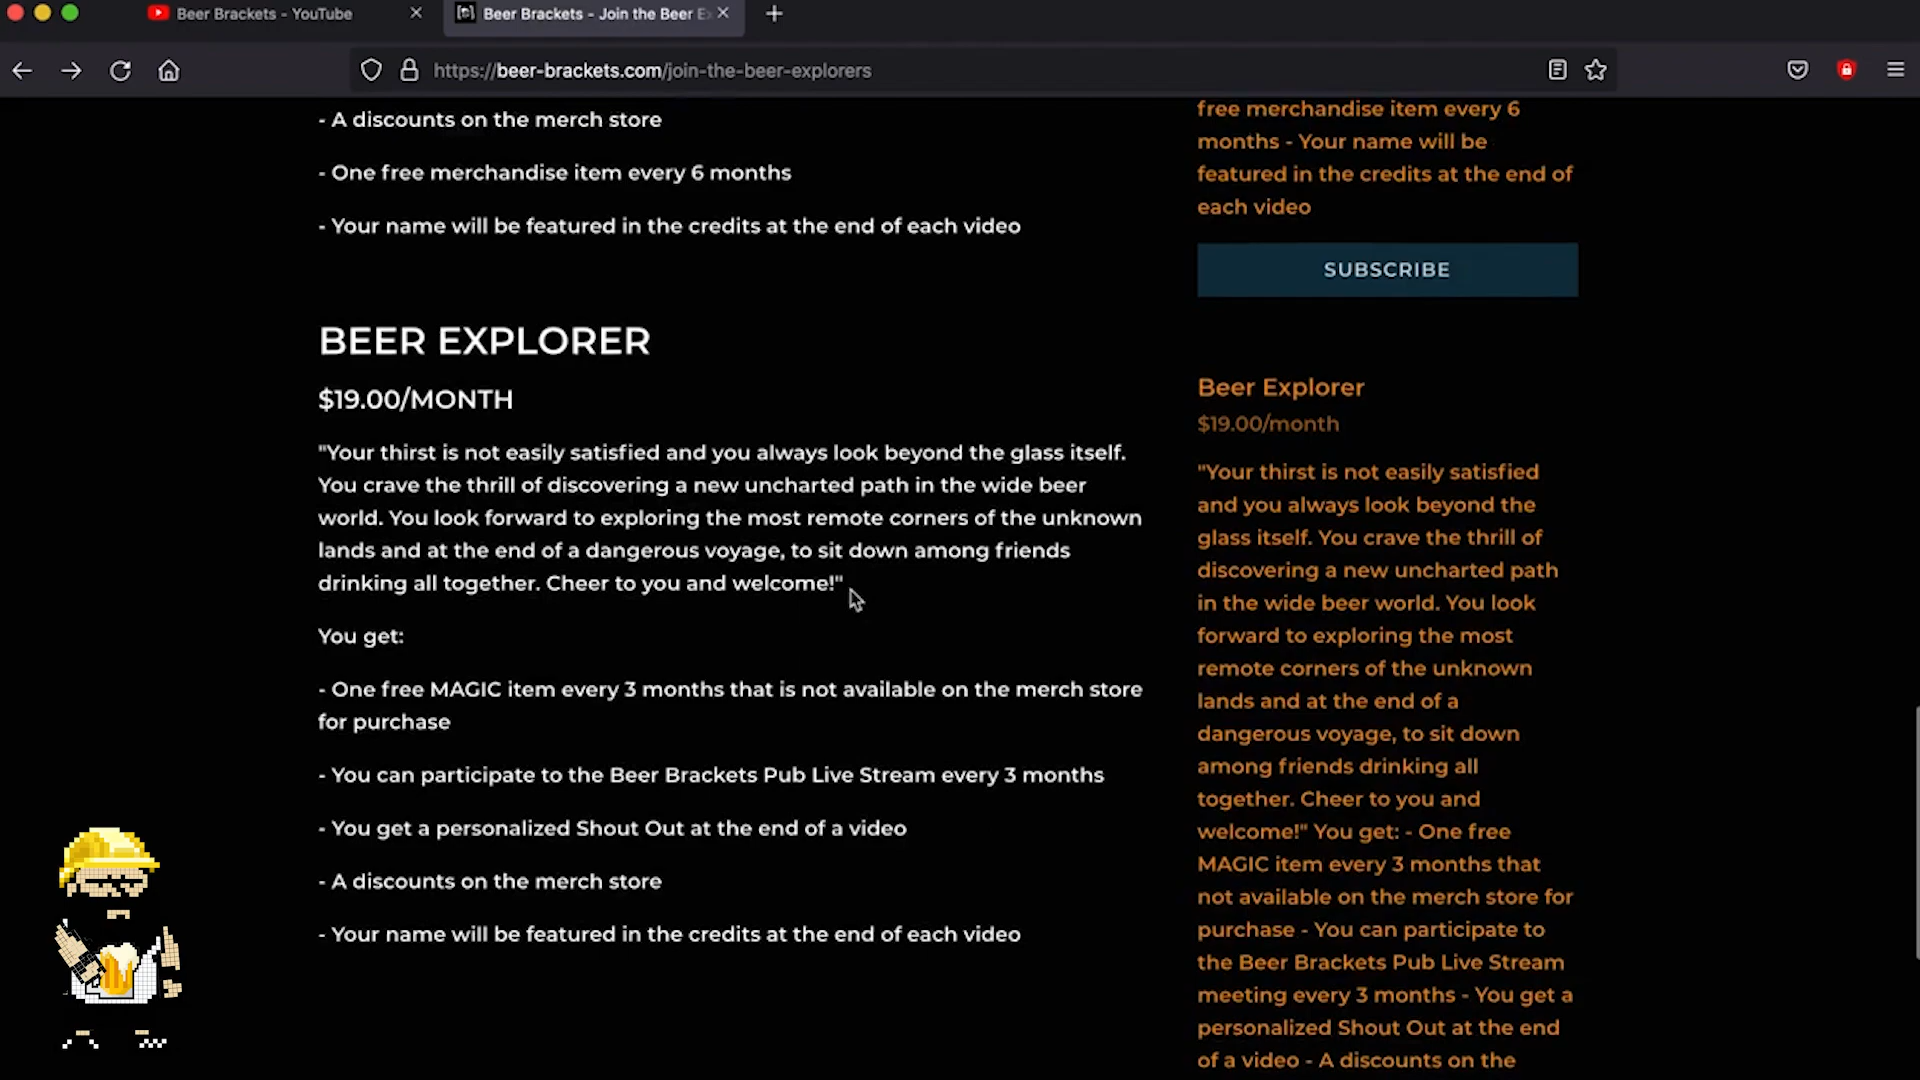 Beer Brackets - YouTube
Beer Brackets - Join the Beer E
https://beer-brackets.com/join-the-beer-explorers
- A discounts on the merch store
- One free merchandise item every 6 months
- Your name will be featured in the credits at the end of each video
BEER EXPLORER
$19.00/MONTH
"Your thirst is not easily satisfied and you always look beyond the glass itself.
You crave the thrill of discovering a new uncharted path in the wide beer
world. You look forward to exploring the most remote corners of the unknown
lands and at the end of a dangerous voyage, to sit down among friends
drinking all together. Cheer to you and welcome!"
You get:
- One free MAGIC item every 3 months that is not available on the merch store
for purchase
- You can participate to the Beer Brackets Pub Live Stream every 3 months
- You get a personalized Shout Out at the end of a video
- A discounts on the merch store
- Your name will be featured in the credits at the end of each video
free merchandise item every 6
months - Your name will be
featured in the credits at the end of
each video
SUBSCRIBE
Beer Explorer
$19.00/month
"Your thirst is not easily satisfied
and you always look beyond the
glass itself. You crave the thrill of
discovering a new uncharted path
in the wide beer world. You look
forward to exploring the most
remote corners of the unknown
lands and at the end of a
dangerous voyage, to sit down
among friends drinking all
together. Cheer to you and
welcome!" You get: - One free
MAGIC item every 3 months that
not available on the merch store for
purchase - You can participate to
the Beer Brackets Pub Live Stream
meeting every 3 months - You get a
personalized Shout Out at the end
of a video - A discounts on the